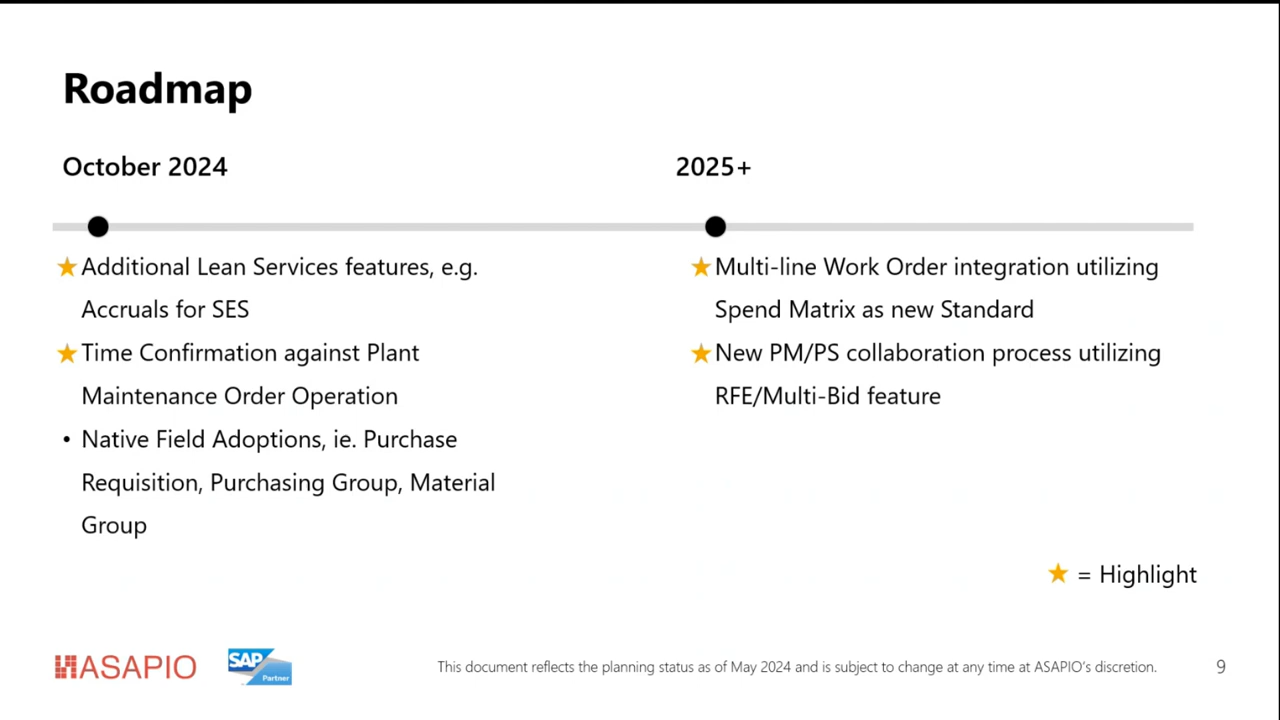 Roadmap
October 2024
2025+
Additional Lean Services features, e.g.
Accruals for SES
Time Confirmation against Plant
Maintenance Order Operation
• Native Field Adoptions, ie. Purchase
Requisition, Purchasing Group, Material
Group
Multi-line Work Order integration utilizing
Spend Matrix as new Standard
New PM/PS collaboration process utilizing
RFE/Multi-Bid feature
= Highlight
ASAPIO
SAP
Partner
This document reflects the planning status as of May 2024 and is subject to change at any time at ASAPIO's discretion.
9